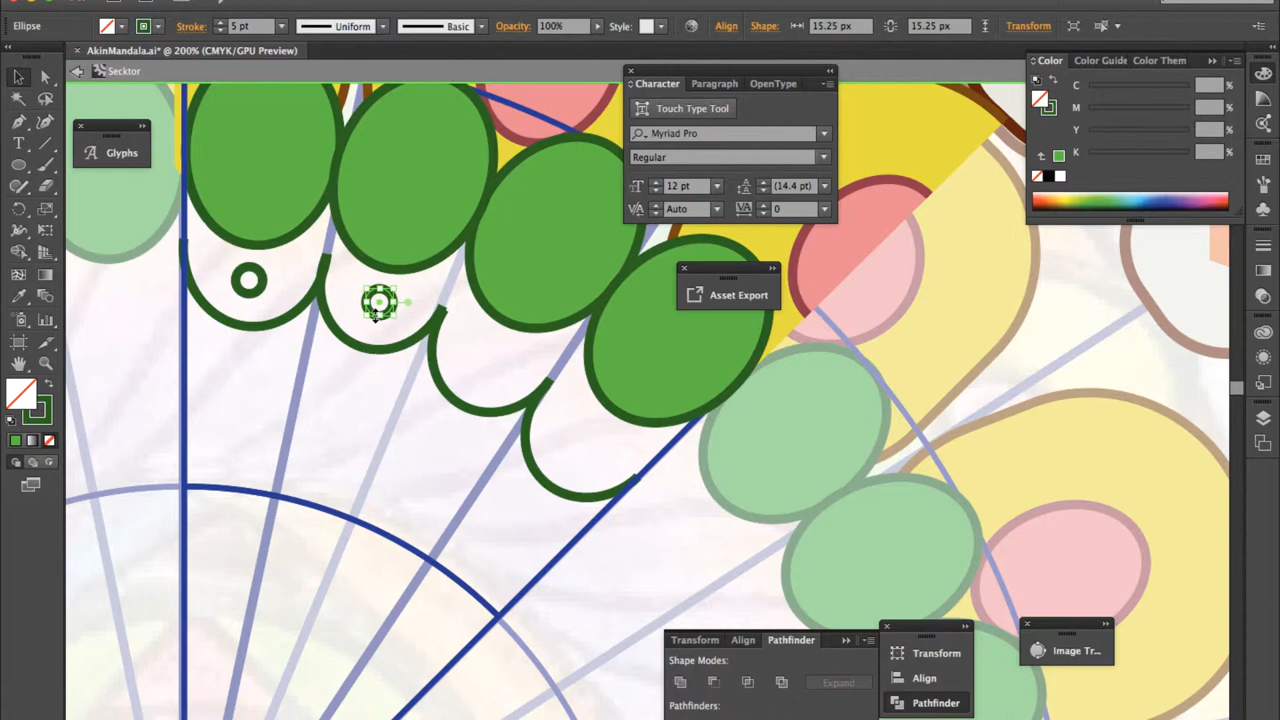 Ellipse
Stroke: 5 pt Uniform Basic Opacity: 100% Style: Align Shape: 15.25 px 15.25 px Transform
× AkinMandala.ai* @ 200% (CMYK/GPU Preview)
Secktor
Glyphs
Character Paragraph OpenType
Touch Type Tool
Myriad Pro
Regular
12 pt (14.4 pt)
Auto 0
Asset Export
Color Color Guide Color Them
C %
M %
Y %
K %
Transform Align Pathfinder
Shape Modes:
Expand
Pathfinders:
Transform
Align
Pathfinder
Image Tr...